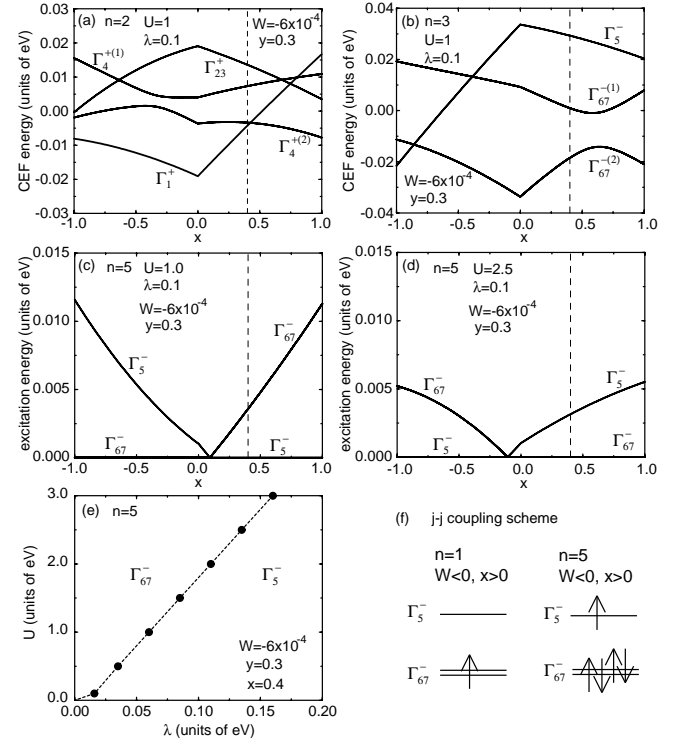 (a) n=2 U=1 W=-6x10⁻⁴
λ=0.1 y=0.3
Γ₄⁺⁽¹⁾
Γ₂₃⁺
Γ₄⁺⁽²⁾
Γ₁⁺
CEF energy (units of eV)
0.03
0.02
0.01
0.00
-0.01
-0.02
-0.03
-1.0 -0.5 0.0 0.5 1.0
x
(b) n=3
U=1
λ=0.1
Γ₅⁻
Γ₆₇⁻⁽¹⁾
Γ₆₇⁻⁽²⁾
W=-6x10⁻⁴
y=0.3
CEF energy (units of eV)
0.04
0.02
0.00
-0.02
-0.04
-1.0 -0.5 0.0 0.5 1.0
x
(c) n=5 U=1.0
λ=0.1
W=-6x10⁻⁴
y=0.3
Γ₆₇⁻
Γ₅⁻
Γ₆₇⁻ Γ₅⁻
excitation energy (units of eV)
0.015
0.010
0.005
0.000
-1.0 -0.5 0.0 0.5 1.0
x
(d) n=5 U=2.5
λ=0.1
W=-6x10⁻⁴
y=0.3
Γ₆₇⁻ Γ₅⁻
Γ₅⁻ Γ₆₇⁻
excitation energy (units of eV)
0.015
0.010
0.005
0.000
-1.0 -0.5 0.0 0.5 1.0
x
(e) n=5
Γ₆₇⁻ Γ₅⁻
W=-6x10⁻⁴
y=0.3
x=0.4
U (units of eV)
3.0
2.0
1.0
0.0
0.00 0.05 0.10 0.15 0.20
λ (units of eV)
(f) j-j coupling scheme
n=1 n=5
W<0, x>0 W<0, x>0
Γ₅⁻ Γ₅⁻
Γ₆₇⁻ Γ₆₇⁻